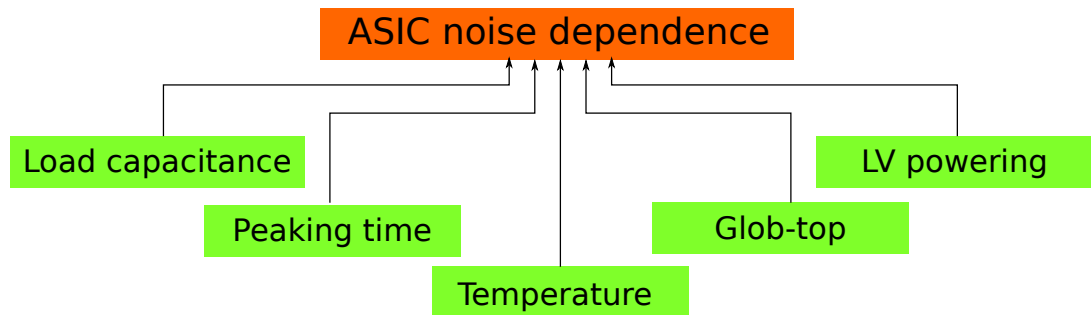 ASIC noise dependence
Load capacitance
LV powering
Peaking time
Glob-top
Temperature